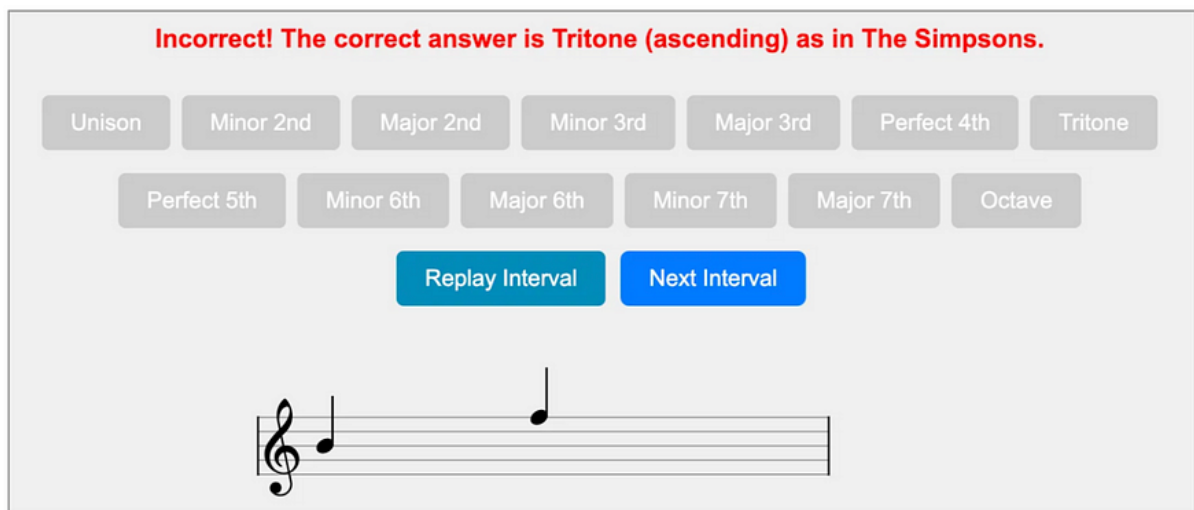 Incorrect! The correct answer is Tritone (ascending) as in The Simpsons.
Unison Minor 2nd Major 2nd Minor 3rd Major 3rd Perfect 4th Tritone
Perfect 5th Minor 6th Major 6th Minor 7th Major 7th Octave
Replay Interval Next Interval